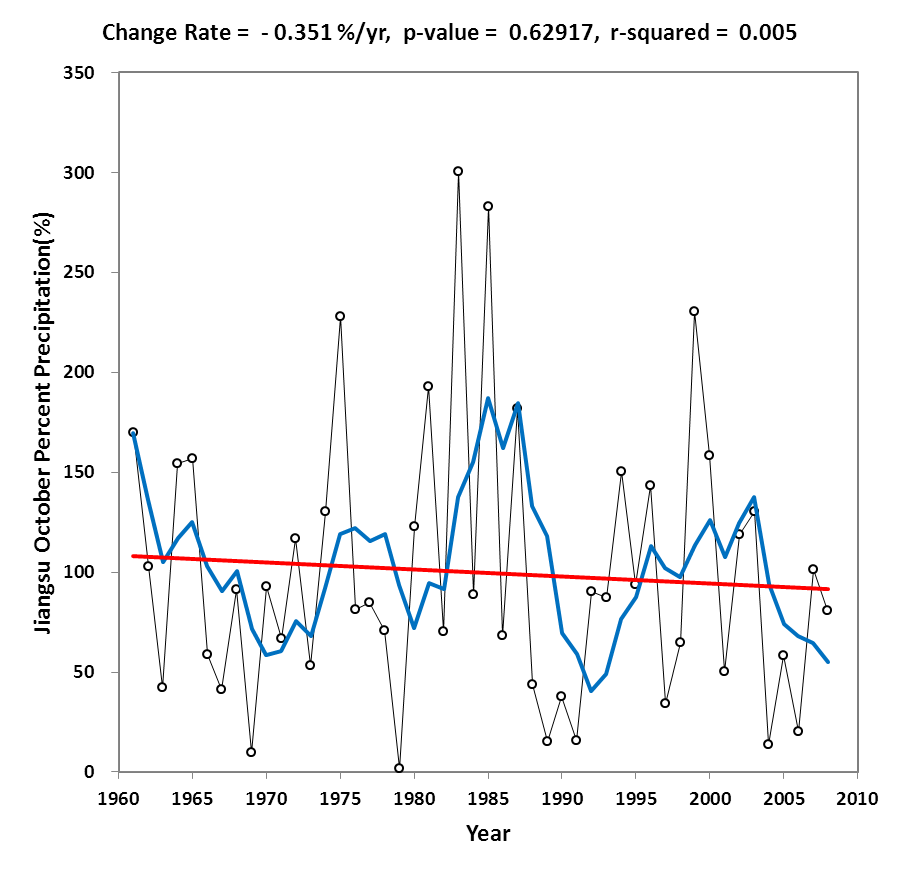 Change Rate = - 0.351 %/yr, p-value = 0.62917, r-squared = 0.005
350
300
250
200
150
100
50
0
Jiangsu October Percent Precipitation(%)
1960 1965 1970 1975 1980 1985 1990 1995 2000 2005 2010
Year